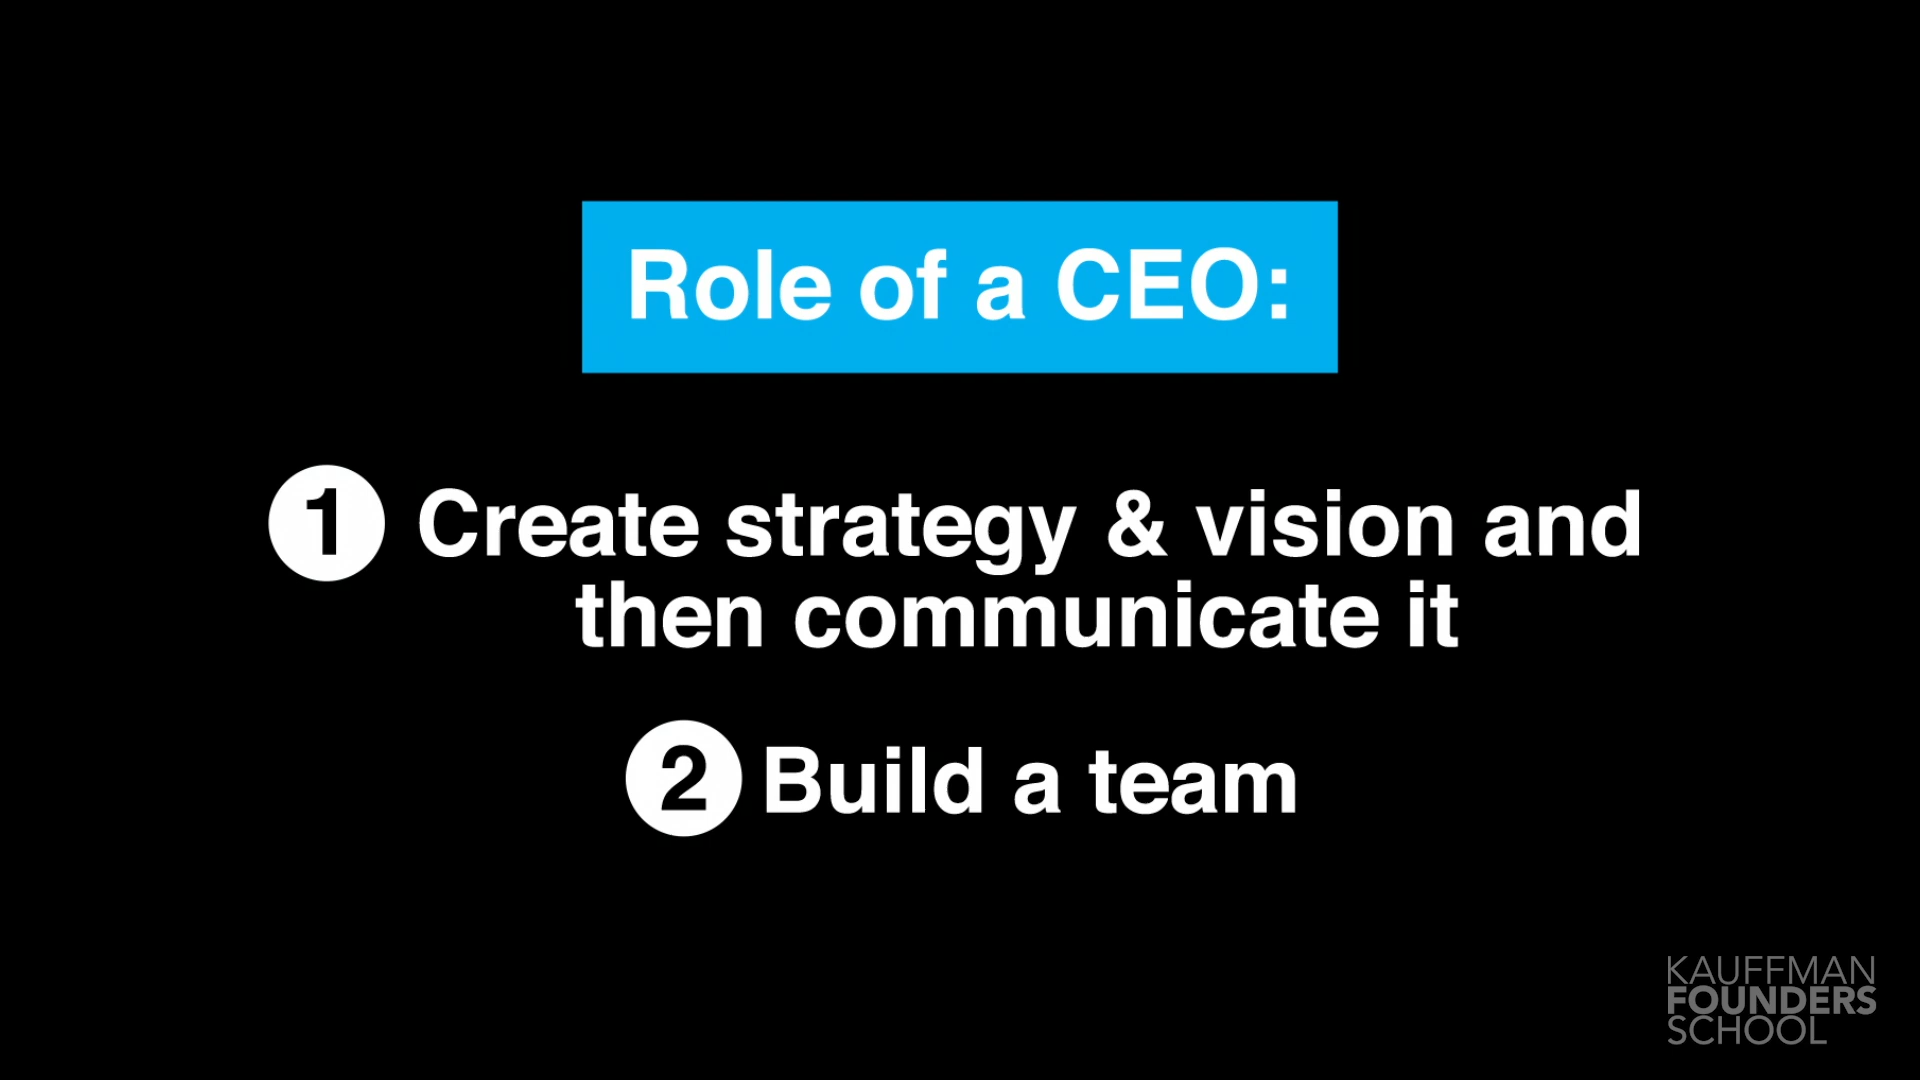 Role of a CEO:
1 Create strategy & vision and
then communicate it
2 Build a team
KAUFFMAN
FOUNDERS
SCHOOL